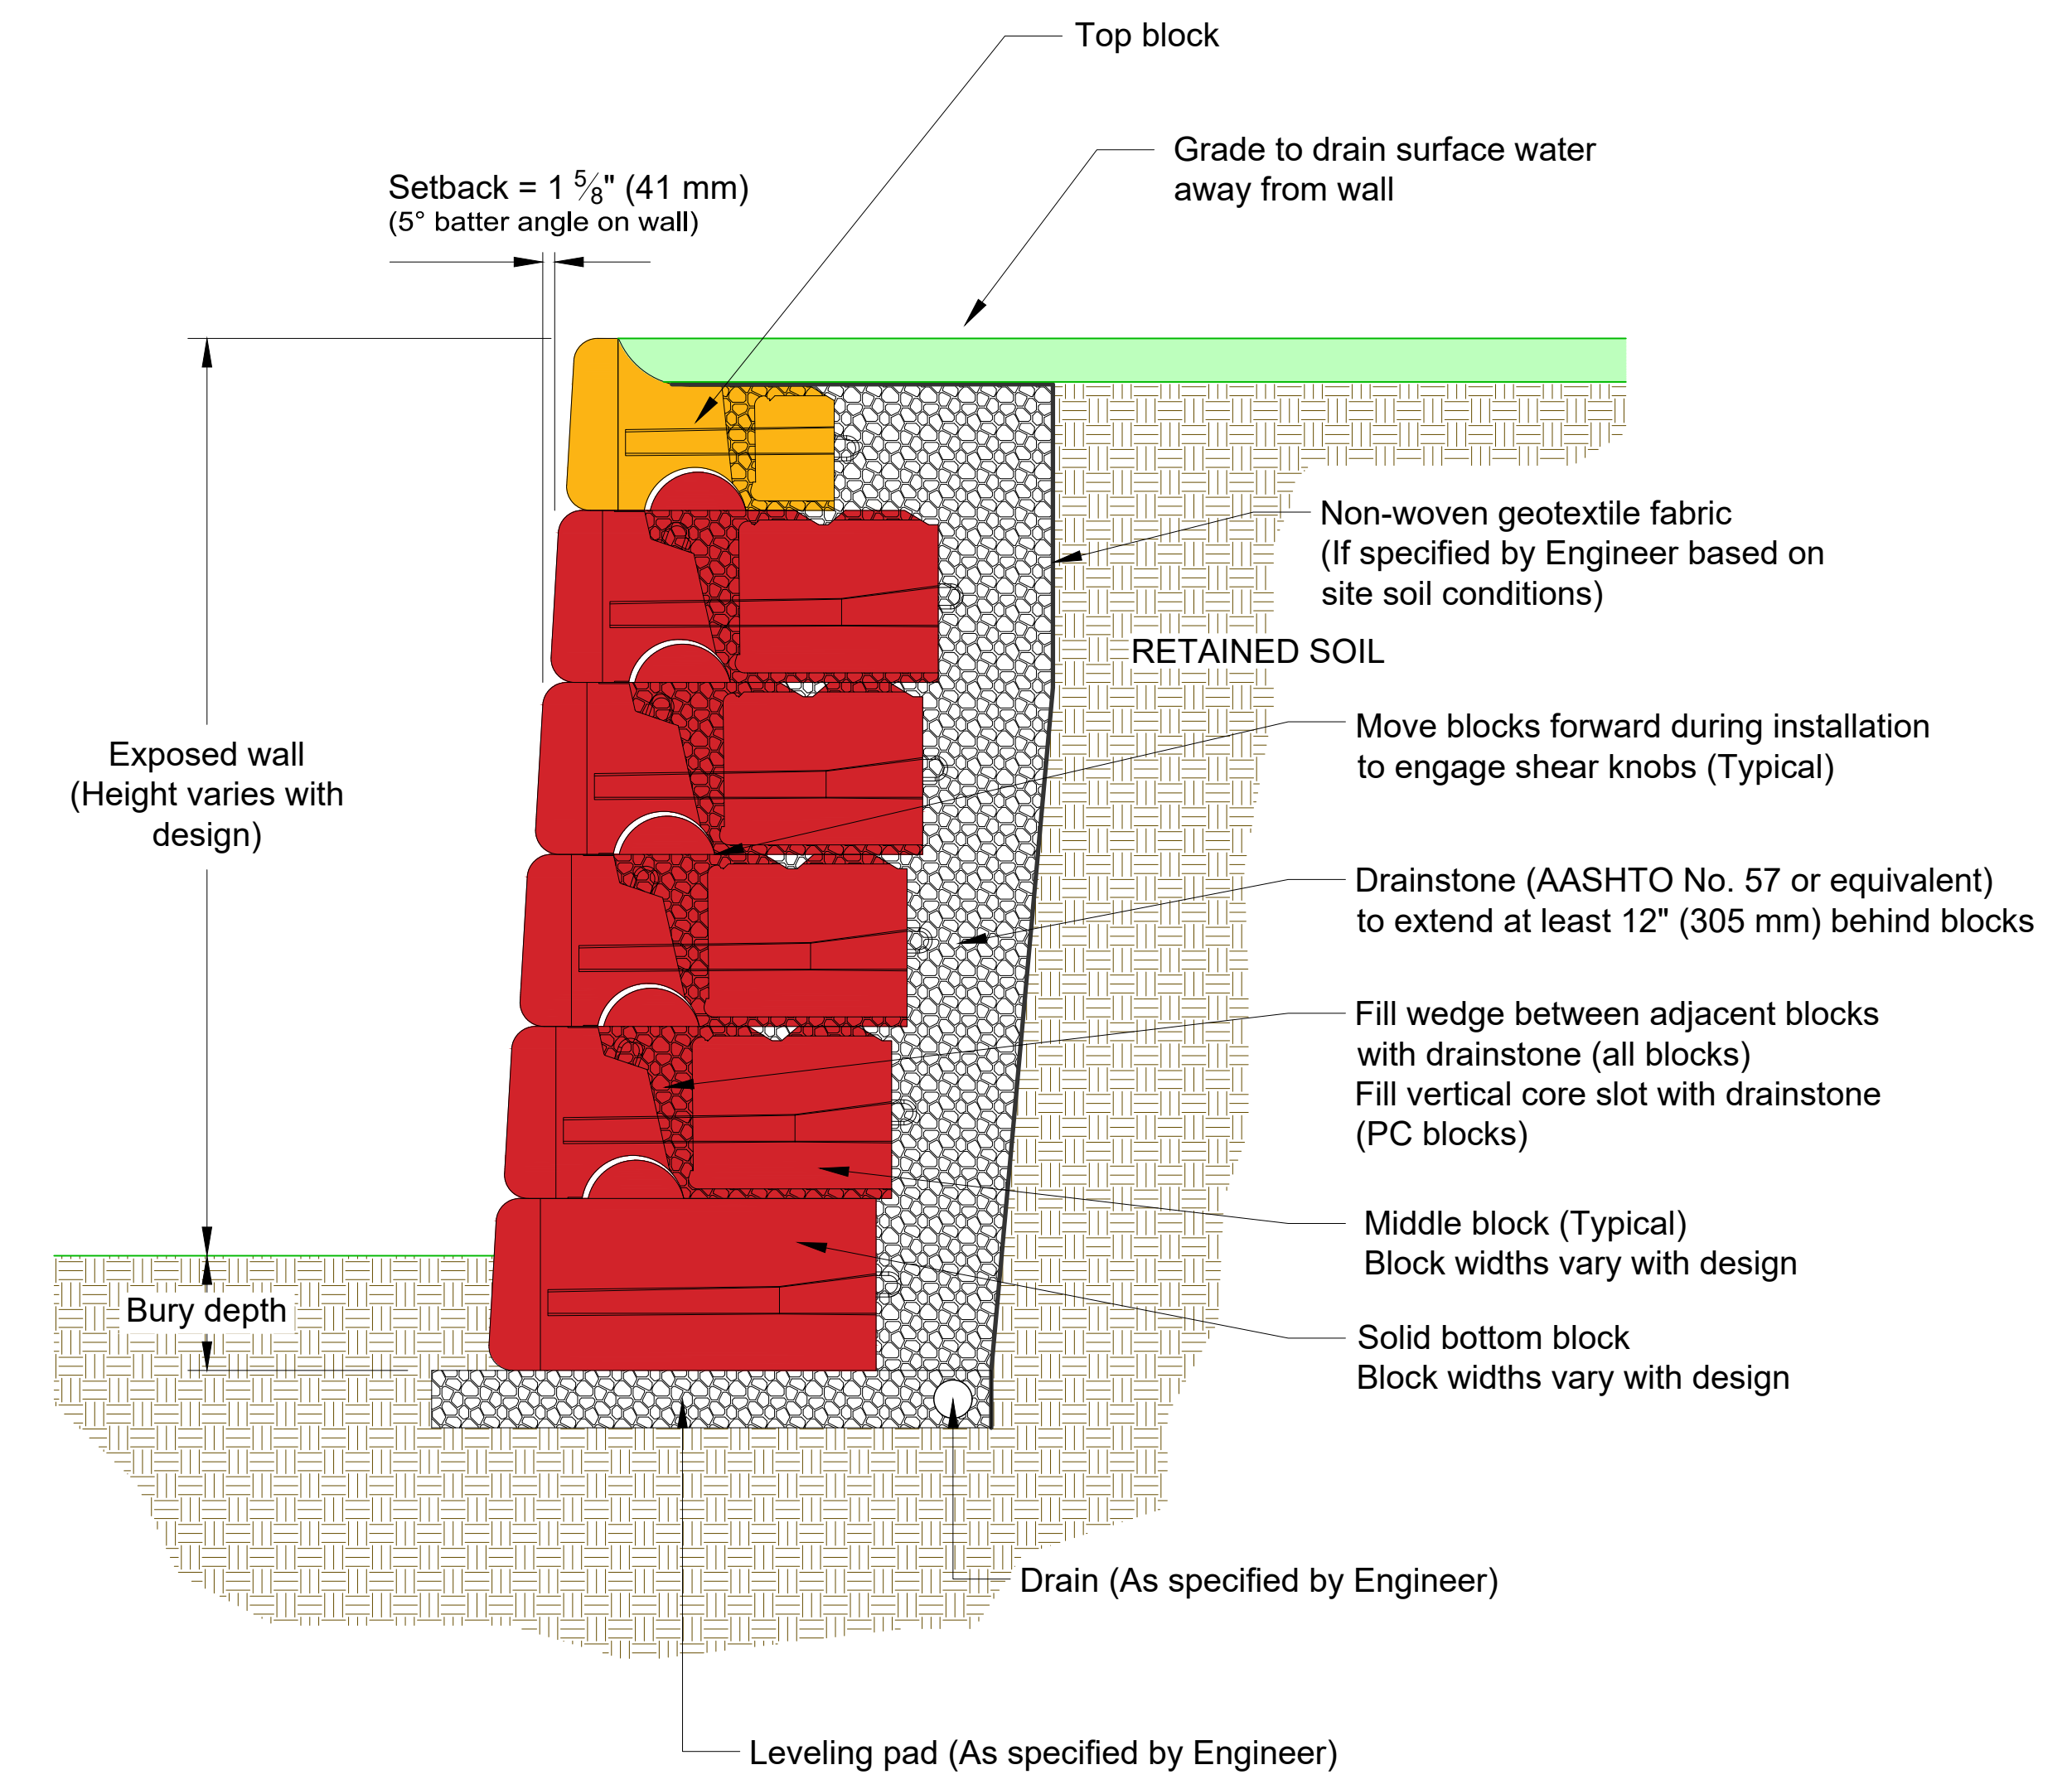 Top block
Grade to drain surface water
away from wall
Setback = 1 5⁄8" (41 mm)
(5° batter angle on wall)
Non-woven geotextile fabric
(If specified by Engineer based on
site soil conditions)
RETAINED SOIL
Move blocks forward during installation
to engage shear knobs (Typical)
Exposed wall
(Height varies with
design)
Drainstone (AASHTO No. 57 or equivalent)
to extend at least 12" (305 mm) behind blocks
Fill wedge between adjacent blocks
with drainstone (all blocks)
Fill vertical core slot with drainstone
(PC blocks)
Middle block (Typical)
Block widths vary with design
Bury depth
Solid bottom block
Block widths vary with design
Drain (As specified by Engineer)
Leveling pad (As specified by Engineer)